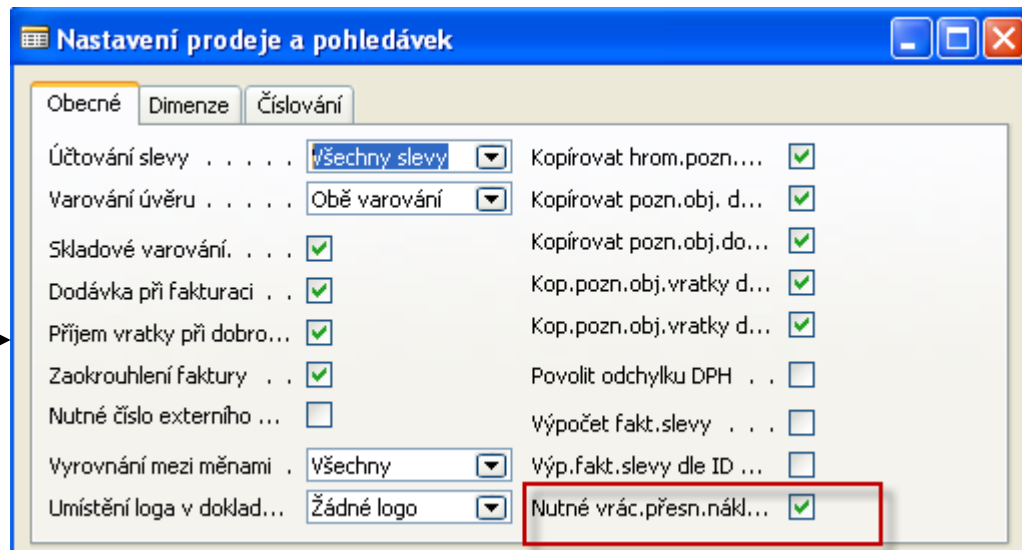 Nastavení prodeje a pohledávek
Obecné Dimenze Číslování
Účtování slevy . . . . . Všechny slevy
Varování úvěru . . . . . Obě varování
Skladové varování. . . .
Dodávka při fakturaci . .
Příjem vratky při dobro...
Zaokrouhlení faktury . .
Nutné číslo externího ...
Vyrovnání mezi měnami . Všechny
Umístění loga v doklad... Žádné logo
Kopírovat hrom.pozn....
Kopírovat pozn.obj. d...
Kopírovat pozn.obj.do...
Kop.pozn.obj.vratky d...
Kop.pozn.obj.vratky d...
Povolit odchylku DPH . .
Výpočet fakt.slevy . . .
Výp.fakt.slevy dle ID ...
Nutné vrác.přesn.nákl...